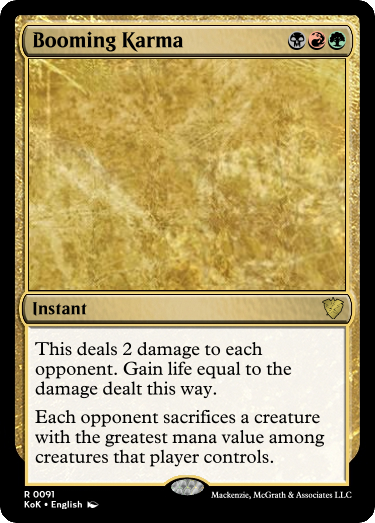 Booming Karma
Instant
This deals 2 damage to each
opponent. Gain life equal to the
damage dealt this way.
Each opponent sacrifices a creature
with the greatest mana value among
creatures that player controls.
R 0091
KoK • English
Mackenzie, McGrath & Associates LLC